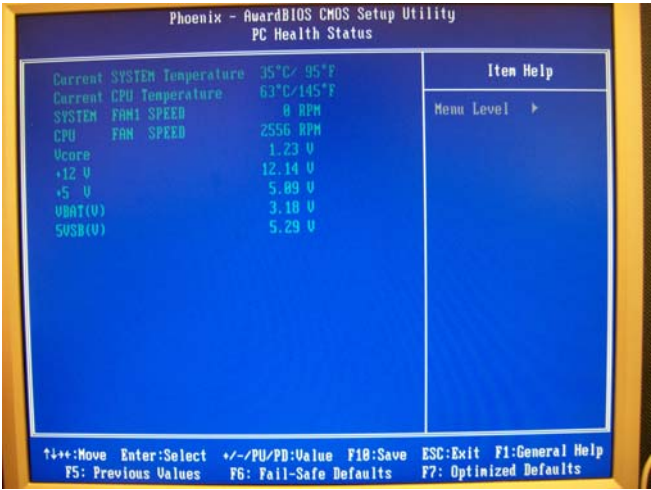 Phoenix - AwardBIOS CMOS Setup Utility
PC Health Status
Current SYSTEM Temperature 35°C/ 95°F
Current CPU Temperature 63°C/145°F
SYSTEM FAN1 SPEED 0 RPM
CPU FAN SPEED 2556 RPM
Vcore 1.23 V
+12 V 12.14 V
+5 V 5.09 V
VBAT(V) 3.18 V
5VSB(V) 5.29 V
Item Help
Menu Level ►
↑↓→←:Move Enter:Select +/-/PU/PD:Value F10:Save ESC:Exit F1:General Help
F5: Previous Values F6: Fail-Safe Defaults F7: Optimized Defaults